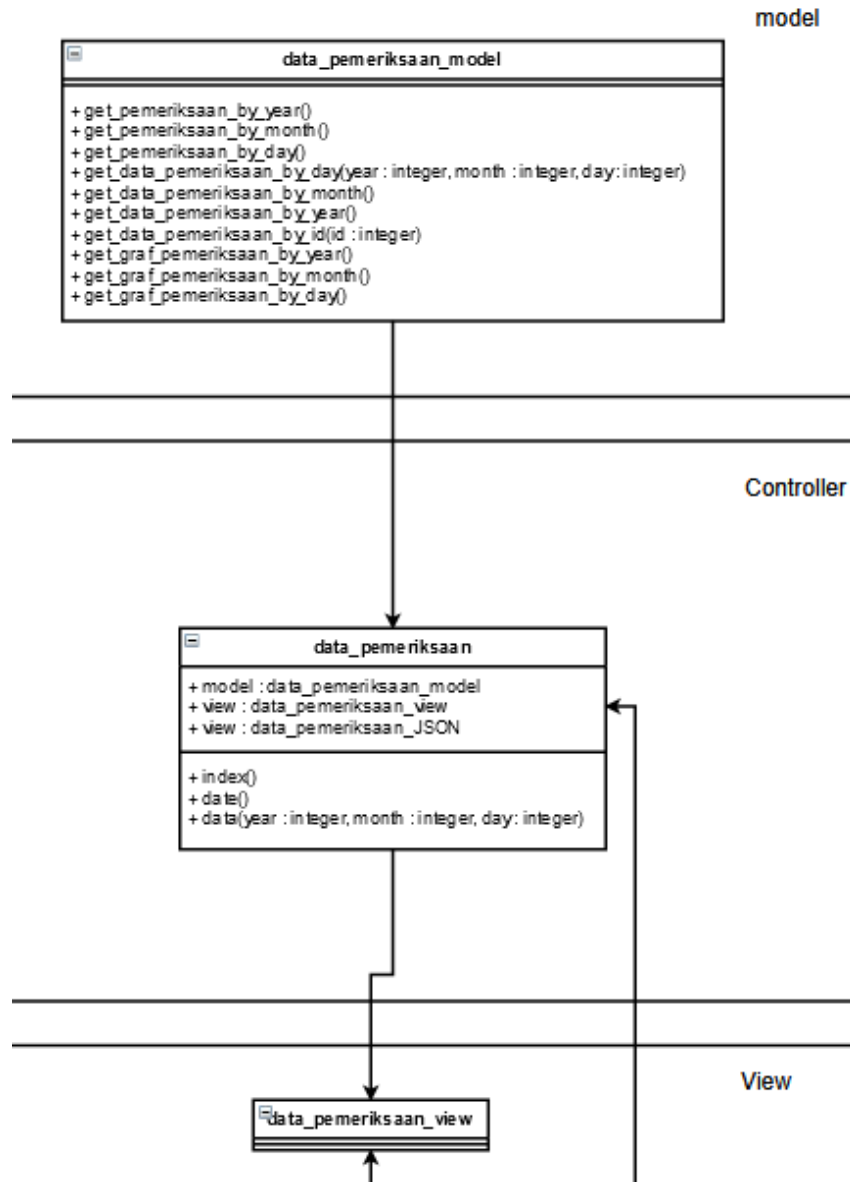 model
data_pemeriksaan_model
+ get_pemeriksaan_by_year()
+ get_pemeriksaan_by_month()
+ get_pemeriksaan_by_day()
+ get_data_pemeriksaan_by_day(year : integer, month : integer, day: integer)
+ get_data_pemeriksaan_by_month()
+ get_data_pemeriksaan_by_year()
+ get_data_pemeriksaan_by_id(id : integer)
+ get_graf_pemeriksaan_by_year()
+ get_graf_pemeriksaan_by_month()
+ get_graf_pemeriksaan_by_day()
Controller
data_pemeriksaan
+ model : data_pemeriksaan_model
+ view : data_pemeriksaan_view
+ view : data_pemeriksaan_JSON
+ index()
+ date()
+ data(year : integer, month : integer, day: integer)
View
data_pemeriksaan_view